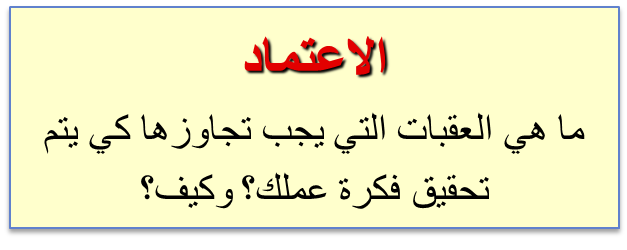 الاعتماد
ما هي العقبات التي يجب تجاوزها كي يتم
تحقيق فكرة عملك؟ وكيف؟